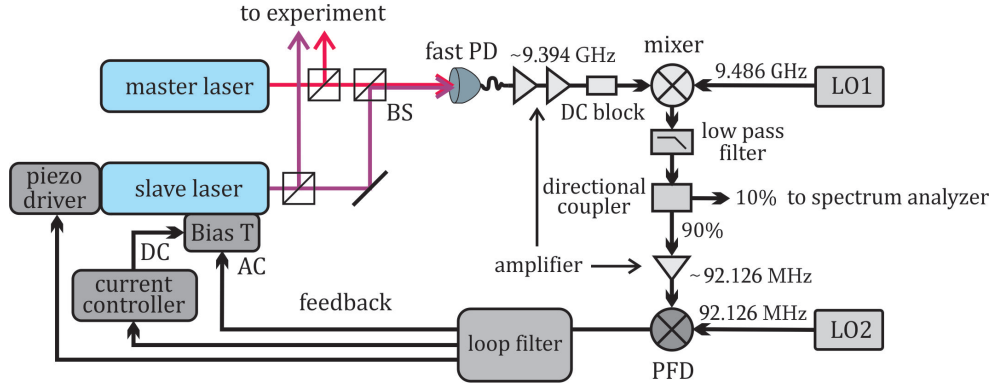 to experiment
fast PD
~9.394 GHz
mixer
master laser
BS
DC block
9.486 GHz
LO1
low pass
filter
piezo
driver
slave laser
directional
coupler
10% to spectrum analyzer
Bias T
90%
DC
AC
amplifier
~92.126 MHz
current
controller
feedback
loop filter
92.126 MHz
LO2
PFD